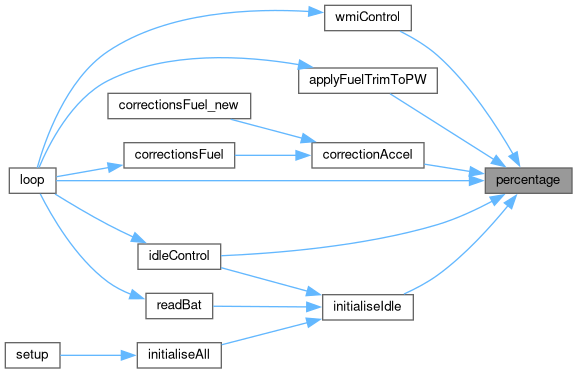 wmiControl
applyFuelTrimToPW
correctionsFuel_new
correctionsFuel
correctionAccel
loop
percentage
idleControl
readBat
initialiseIdle
setup
initialiseAll